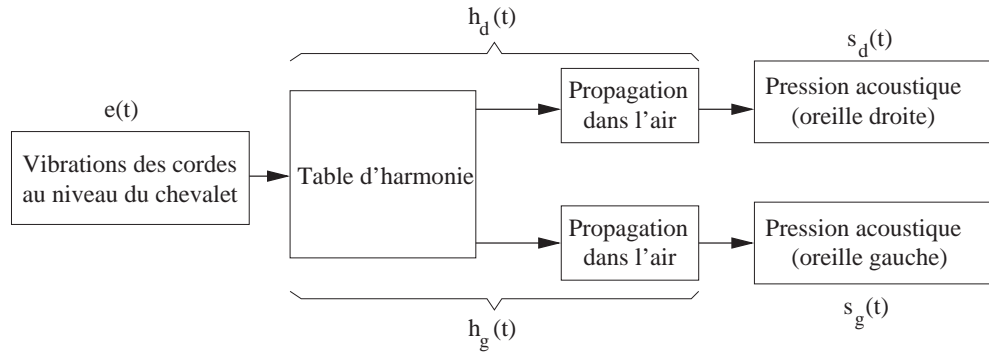 h_d(t)
s_d(t)
e(t)
Vibrations des cordes
au niveau du chevalet
Table d'harmonie
Propagation
dans l'air
Pression acoustique
(oreille droite)
Propagation
dans l'air
Pression acoustique
(oreille gauche)
h_g(t)
s_g(t)